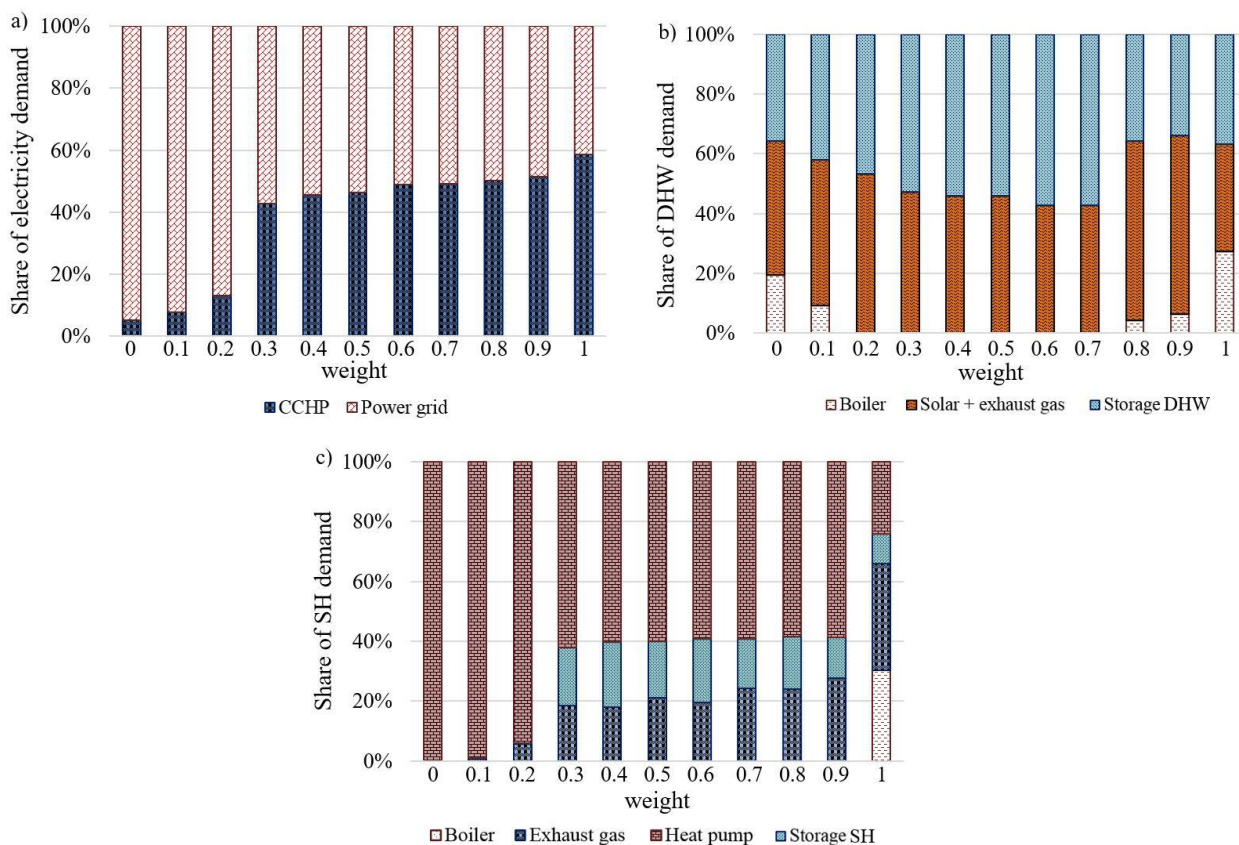 a)
Share of electricity demand
100%
80%
60%
40%
20%
0%
0 0.1 0.2 0.3 0.4 0.5 0.6 0.7 0.8 0.9 1
weight
CCHP Power grid
b)
Share of DHW demand
100%
80%
60%
40%
20%
0%
0 0.1 0.2 0.3 0.4 0.5 0.6 0.7 0.8 0.9 1
weight
Boiler Solar + exhaust gas Storage DHW
c)
Share of SH demand
100%
80%
60%
40%
20%
0%
0 0.1 0.2 0.3 0.4 0.5 0.6 0.7 0.8 0.9 1
weight
Boiler Exhaust gas Heat pump Storage SH